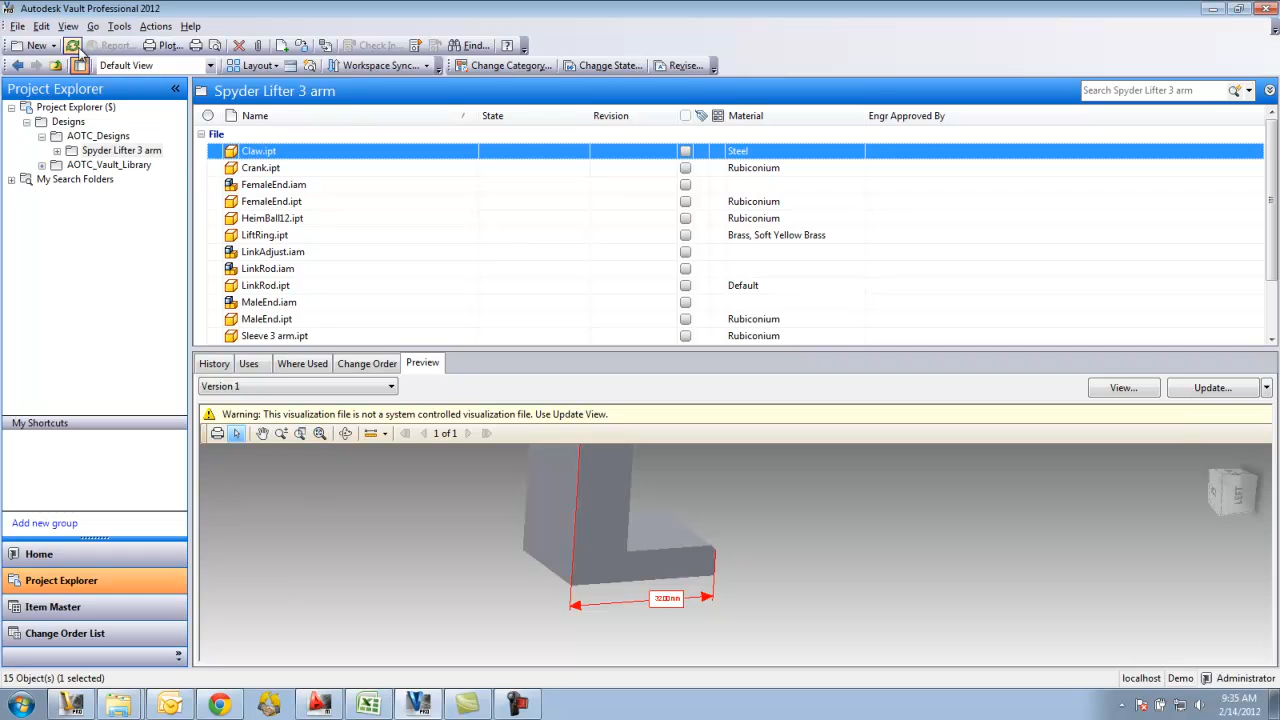 Autodesk Vault Professional 2012
File Edit View Go Tools Actions Help
New Report... Plot... Check In... Find...
Default View Layout Workspace Sync... Change Category... Change State... Revise...
Project Explorer
Project Explorer ($)
Designs
AOTC_Designs
Spyder Lifter 3 arm
AOTC_Vault_Library
My Search Folders
My Shortcuts
Add new group
Home
Project Explorer
Item Master
Change Order List
Spyder Lifter 3 arm Search Spyder Lifter 3 arm
Name State Revision Material Engr Approved By
File
Claw.ipt Steel
Crank.ipt Rubiconium
FemaleEnd.iam
FemaleEnd.ipt Rubiconium
HeimBall12.ipt Rubiconium
LiftRing.ipt Brass, Soft Yellow Brass
LinkAdjust.iam
LinkRod.iam
LinkRod.ipt Default
MaleEnd.iam
MaleEnd.ipt Rubiconium
Sleeve 3 arm.ipt Rubiconium
History Uses Where Used Change Order Preview
Version 1 View... Update...
Warning: This visualization file is not a system controlled visualization file. Use Update View.
1 of 1
LEFT
15 Object(s) (1 selected) localhost Demo Administrator
9:35 AM
2/14/2012